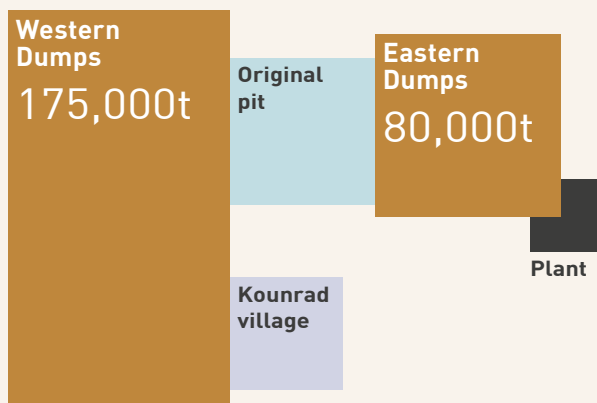 Western
Dumps
175,000t
Original
pit
Eastern
Dumps
80,000t
Plant
Kounrad
village